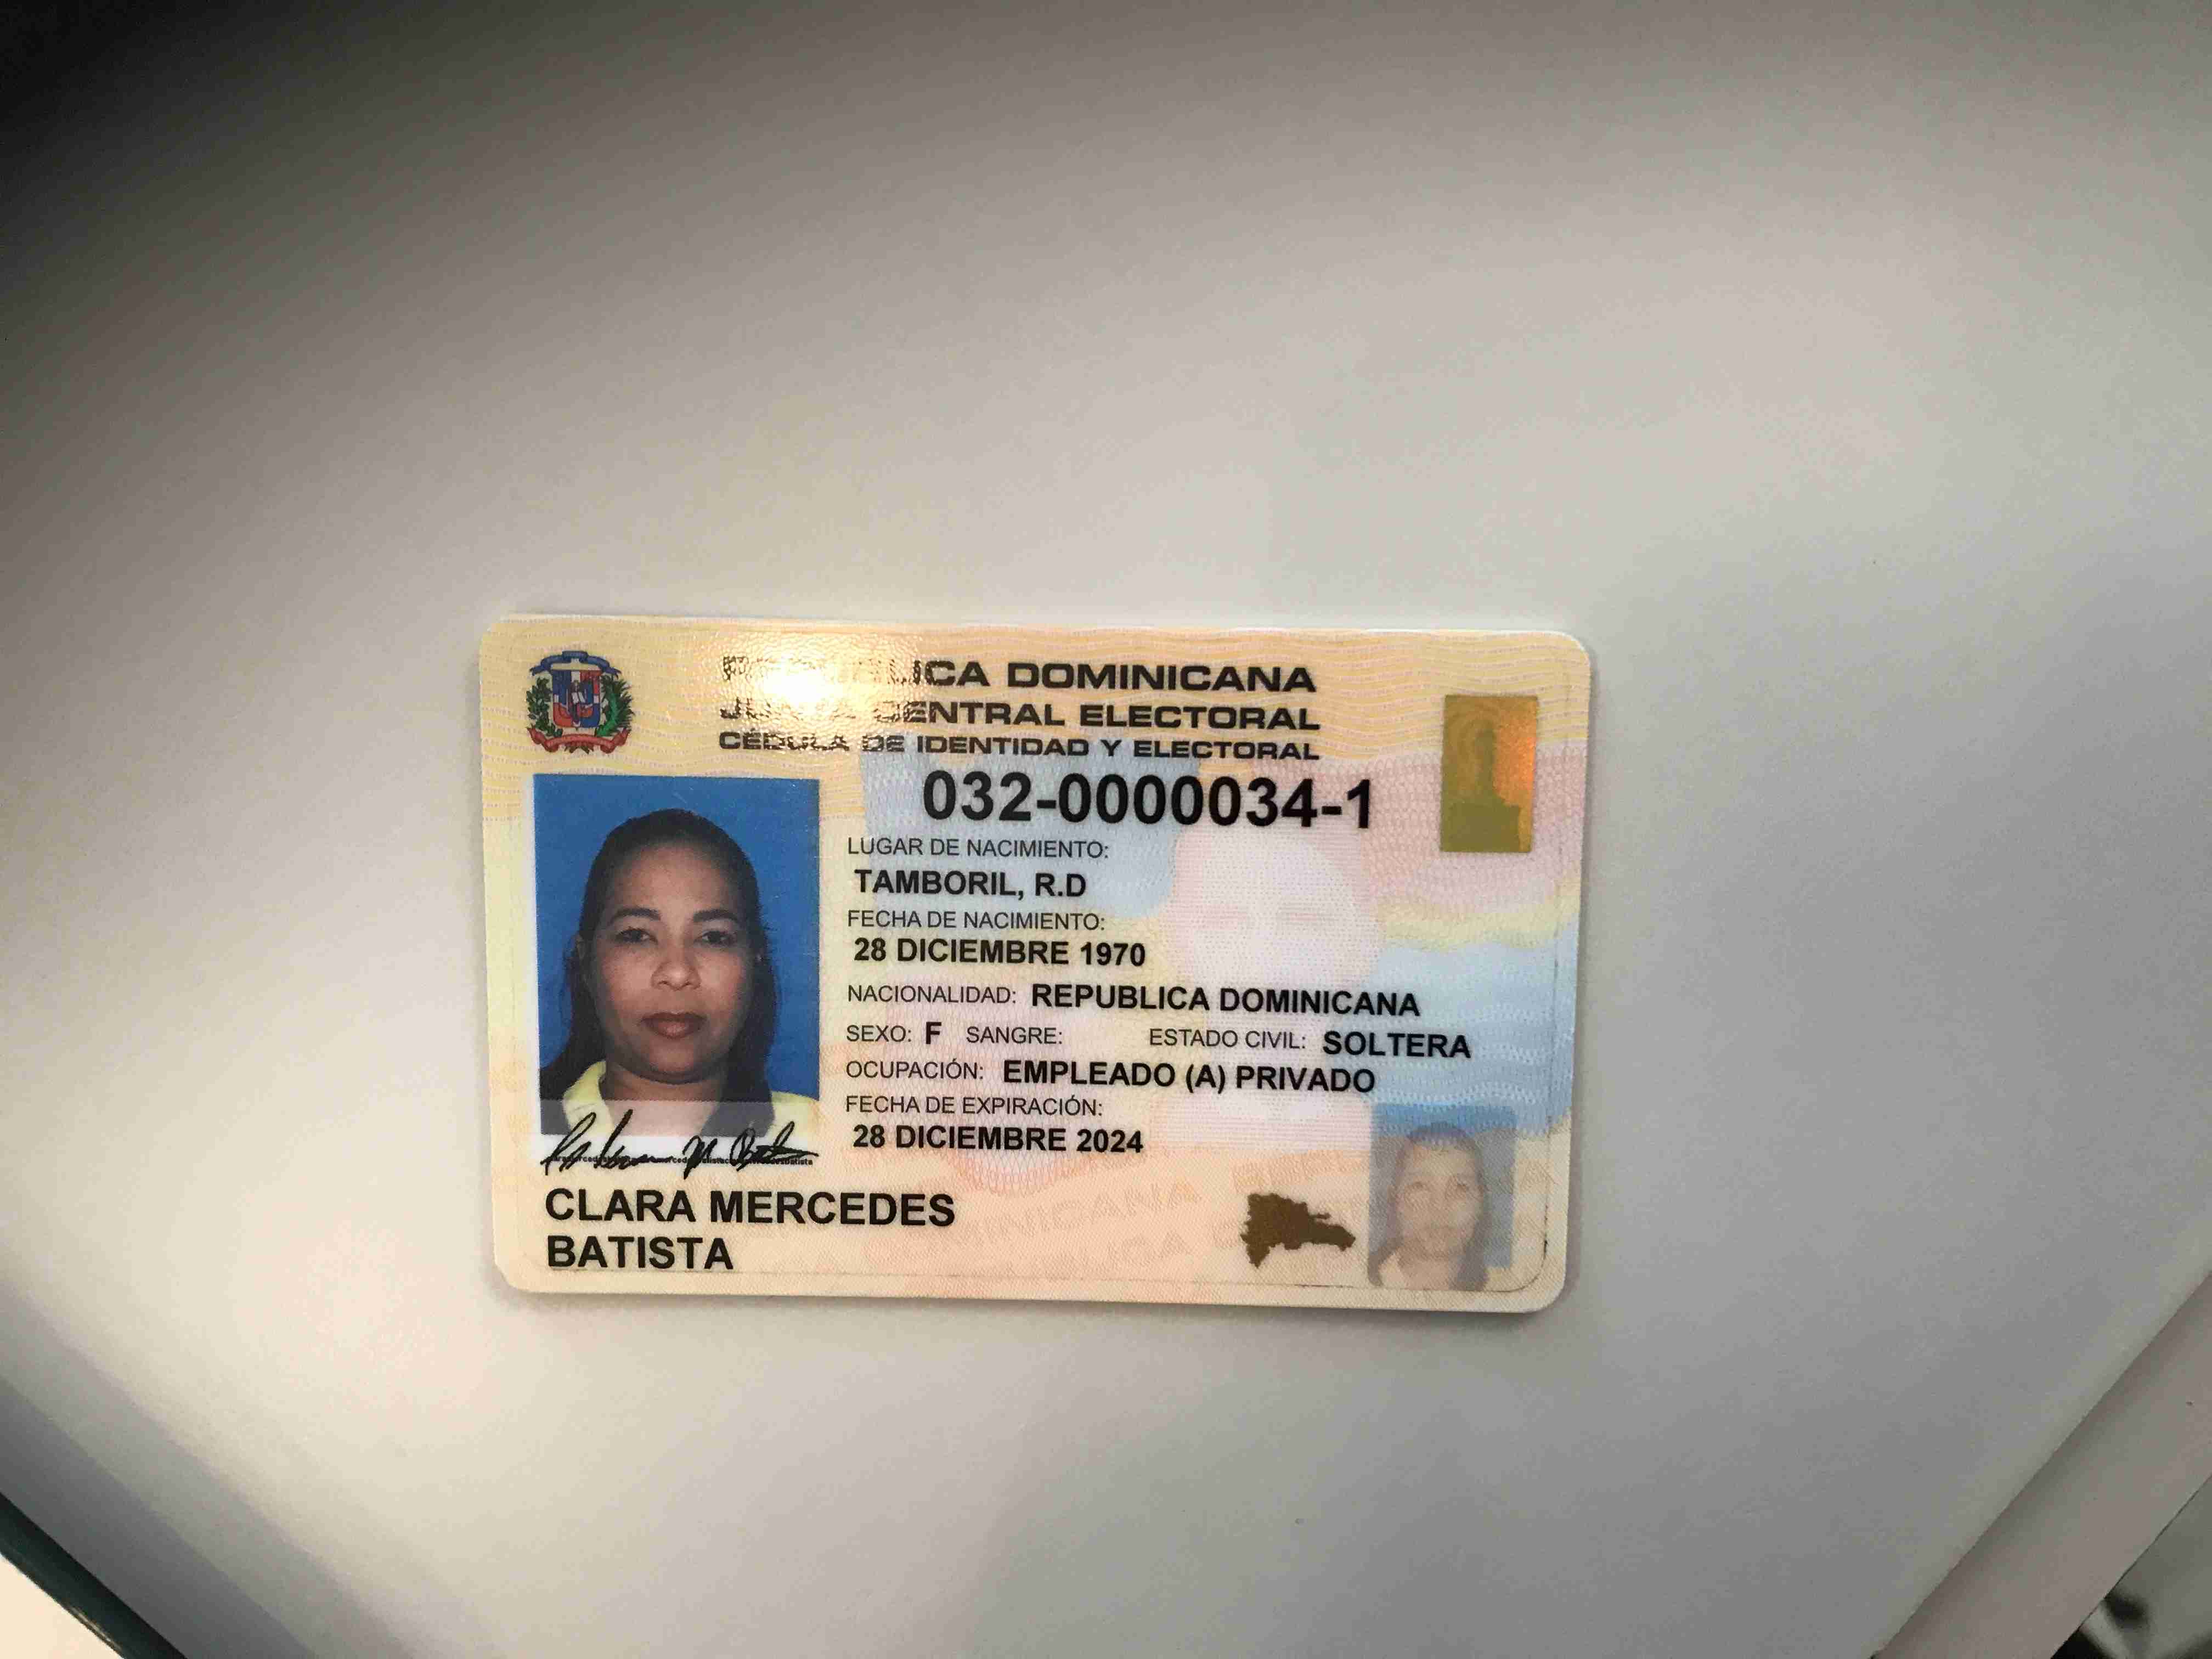 REPUBLICA DOMINICANA
JUNTA CENTRAL ELECTORAL
CÉDULA DE IDENTIDAD Y ELECTORAL
032-0000034-1
LUGAR DE NACIMIENTO:
TAMBORIL, R.D
FECHA DE NACIMIENTO:
28 DICIEMBRE 1970
NACIONALIDAD: REPUBLICA DOMINICANA
SEXO: F SANGRE: ESTADO CIVIL: SOLTERA
OCUPACIÓN: EMPLEADO (A) PRIVADO
FECHA DE EXPIRACIÓN:
28 DICIEMBRE 2024
CLARA MERCEDES
BATISTA